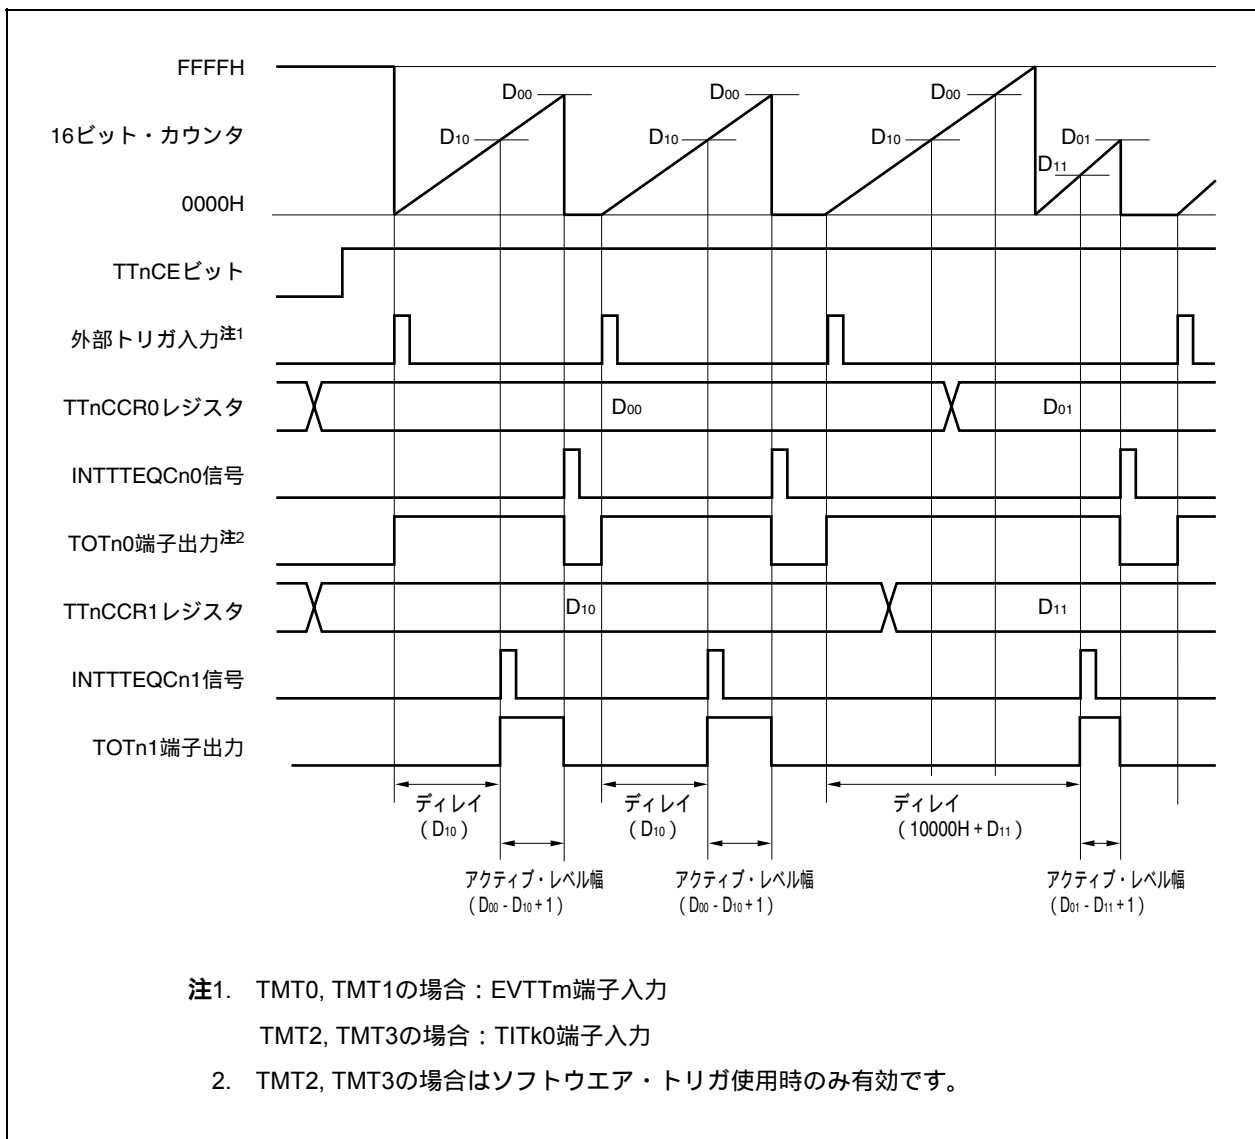 FFFFH
D00 D00 D00
16ビット・カウンタ
D10 D10 D10 D01
D11
0000H
TTnCEビット
外部トリガ入力注1
TTnCCR0レジスタ D00 D01
INTTTEQCn0信号
TOTn0端子出力注2
TTnCCR1レジスタ D10 D11
INTTTEQCn1信号
TOTn1端子出力
ディレイ ディレイ ディレイ
(D10) (D10) (10000H + D11)
アクティブ・レベル幅 アクティブ・レベル幅 アクティブ・レベル幅
(D00 - D10 + 1) (D00 - D10 + 1) (D01 - D11 + 1)
注1. TMT0, TMT1の場合:EVTTm端子入力
TMT2, TMT3の場合:TITk0端子入力
2. TMT2, TMT3の場合はソフトウエア・トリガ使用時のみ有効です。